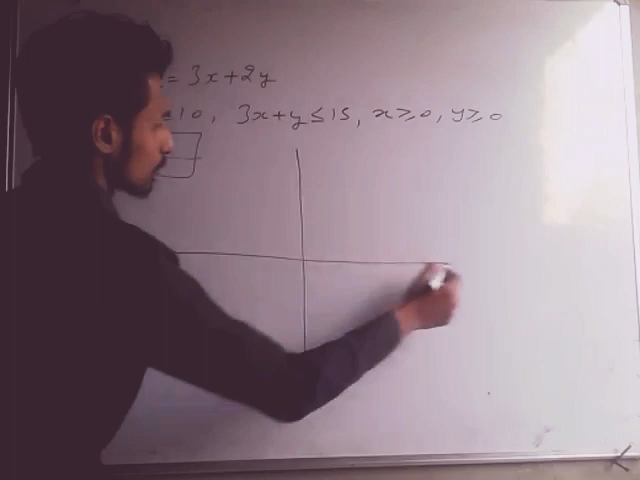 = 3x+2y
≤10, 3x+y≤15, x≥0, y≥0